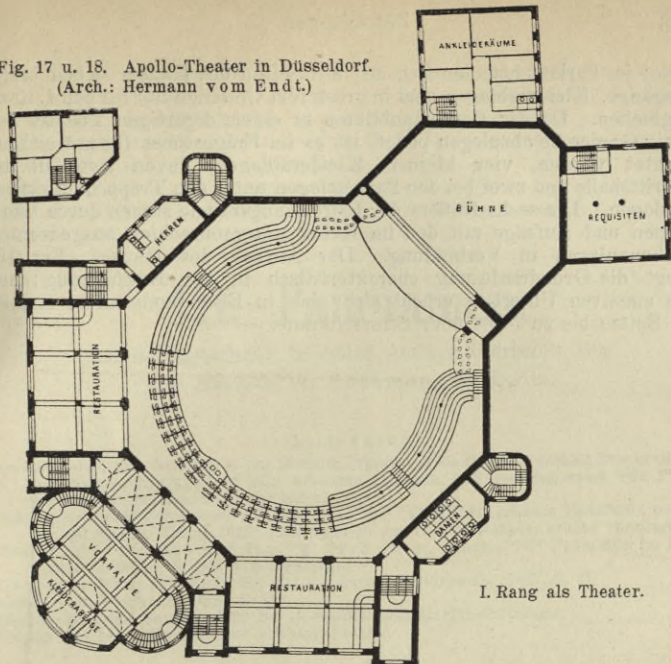 Fig. 17 u. 18. Apollo-Theater in Düsseldorf.
(Arch.: Hermann vom Endt.)
ANKLEIDERÄUME
BÜHNE
REQUISITEN
HERREN
RESTAURATION
VORHALLE
KLEIDERABLAGE
RESTAURATION
DAMEN
I. Rang als Theater.